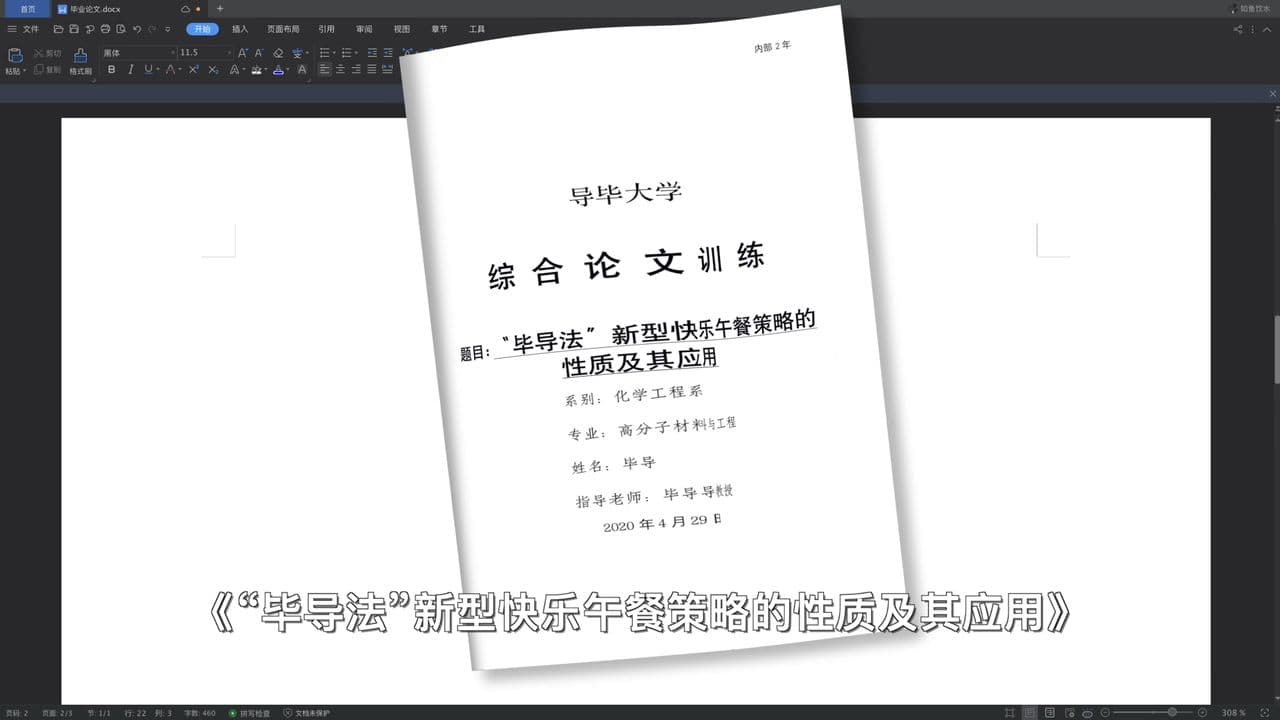 首页
毕业论文.docx
如鱼饮水
文件
开始
插入
页面布局
引用
审阅
视图
章节
工具
粘贴
剪切
复制
格式刷
黑体
11.5
内部 2 年
导毕大学
综合论文训练
题目:“毕导法”新型快乐午餐策略的
性质及其应用
系别: 化学工程系
专业: 高分子材料与工程
姓名: 毕导
指导老师: 毕导导教授
2020 年 4 月 29 日
《“毕导法”新型快乐午餐策略的性质及其应用》
页码: 2
页面: 2/3
节: 1/1
行: 22
列: 3
字数: 460
拼写检查
文档未保护
308 %